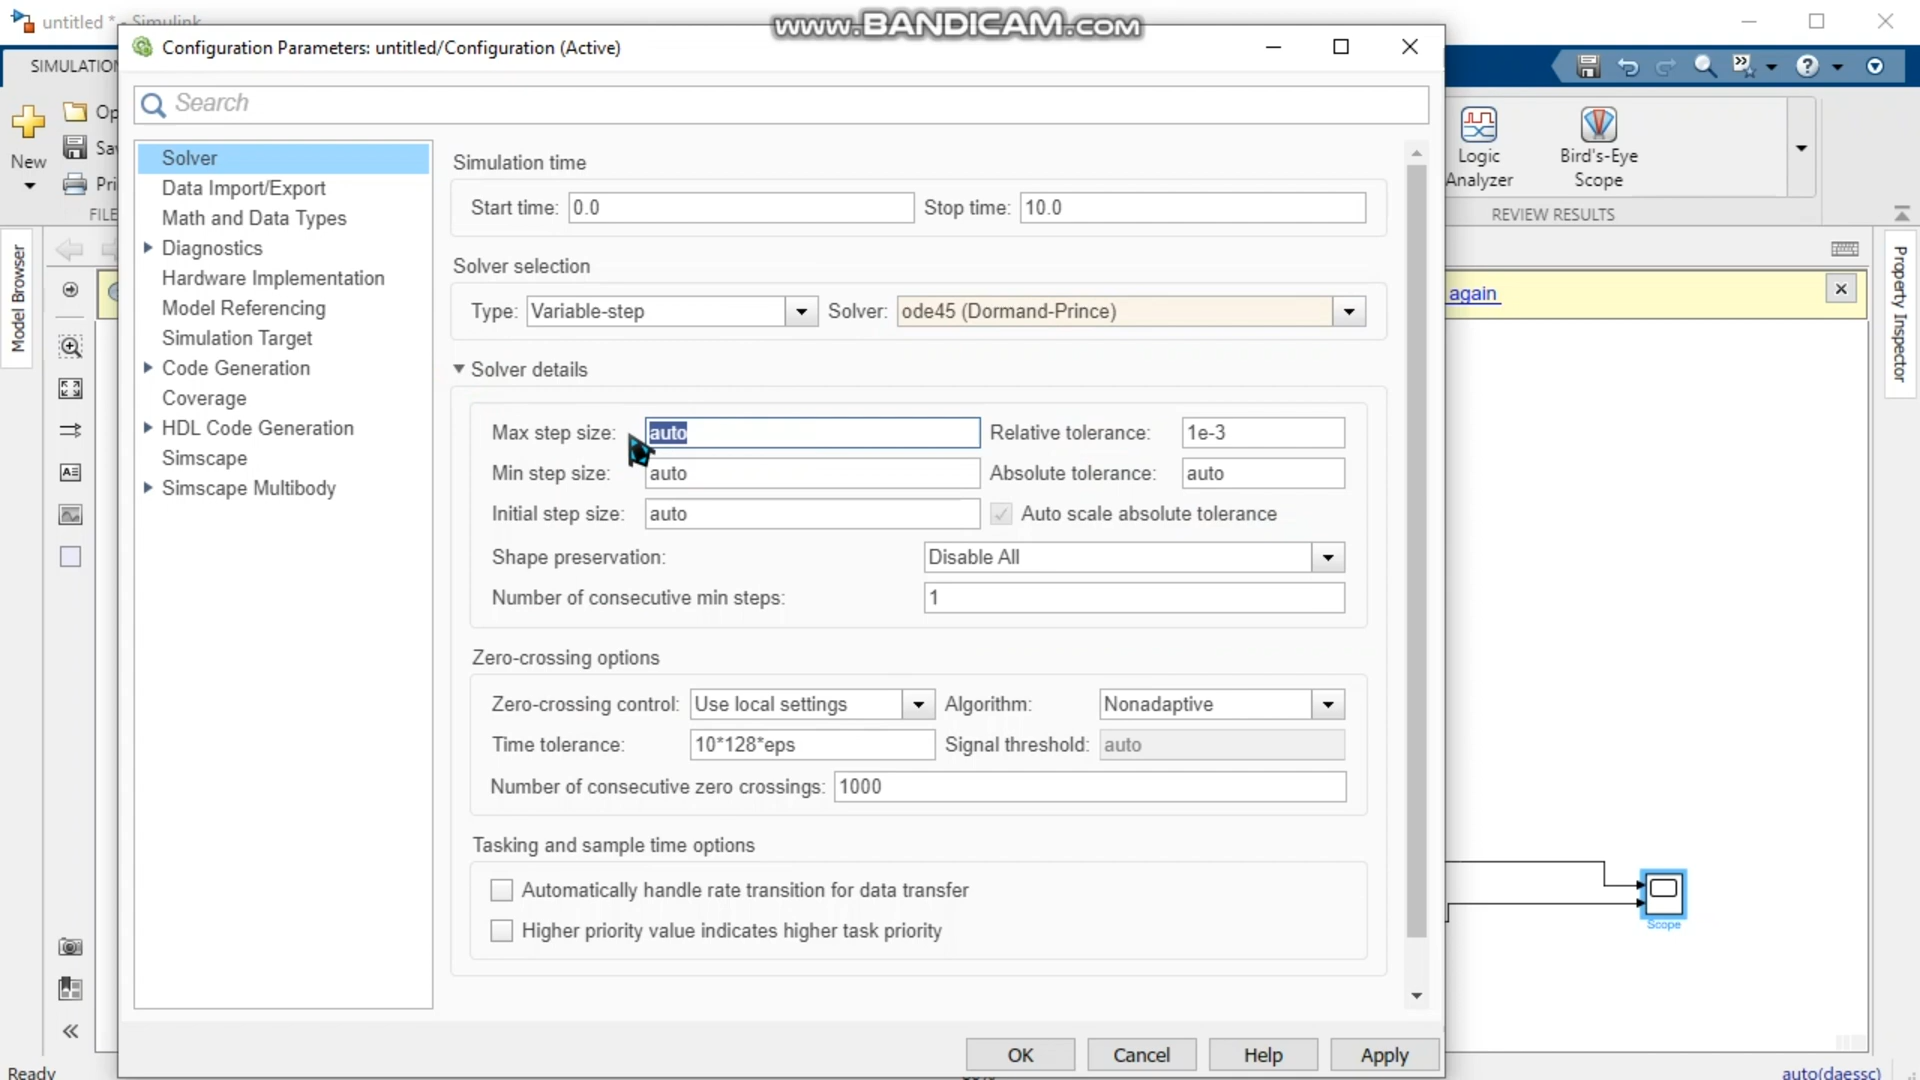 untitled * - Simulink
www.BANDICAM.com
Configuration Parameters: untitled/Configuration (Active)
SIMULATION
Search
New
Op
Sav
Pri
FILE
Logic
Analyzer
Bird's-Eye
Scope
REVIEW RESULTS
Model Browser
Property Inspector
again
Solver
Data Import/Export
Math and Data Types
Diagnostics
Hardware Implementation
Model Referencing
Simulation Target
Code Generation
Coverage
HDL Code Generation
Simscape
Simscape Multibody
Simulation time
Start time: 0.0 Stop time: 10.0
Solver selection
Type: Variable-step Solver: ode45 (Dormand-Prince)
Solver details
Max step size: auto Relative tolerance: 1e-3
Min step size: auto Absolute tolerance: auto
Initial step size: auto Auto scale absolute tolerance
Shape preservation: Disable All
Number of consecutive min steps: 1
Zero-crossing options
Zero-crossing control: Use local settings Algorithm: Nonadaptive
Time tolerance: 10*128*eps Signal threshold: auto
Number of consecutive zero crossings: 1000
Tasking and sample time options
Automatically handle rate transition for data transfer
Higher priority value indicates higher task priority
Scope
OK Cancel Help Apply
Ready
auto(daessc)